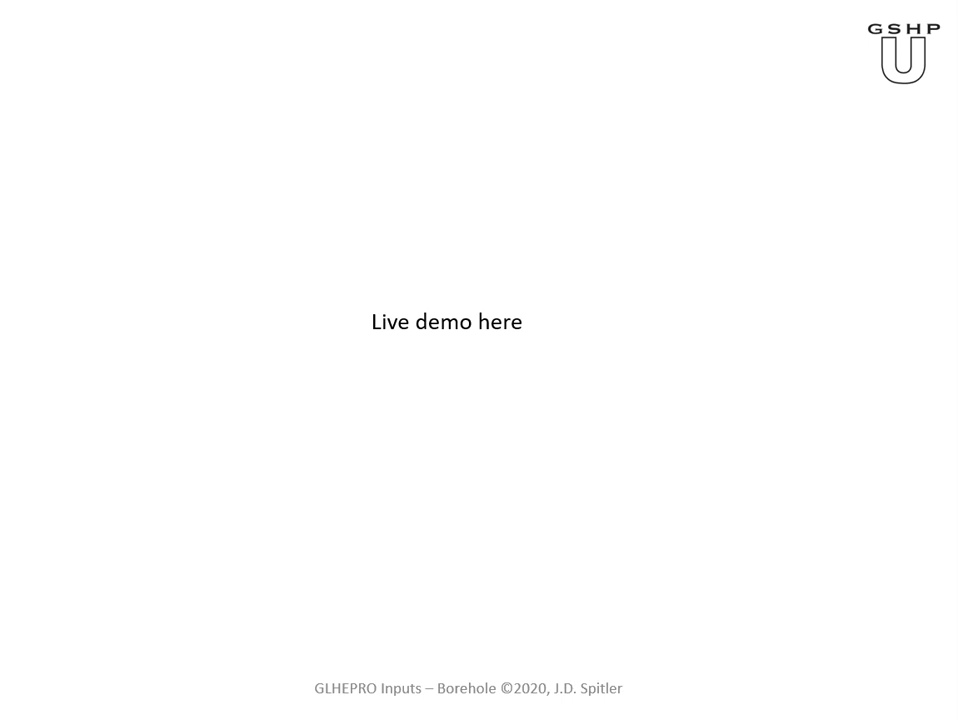 GSHP
U
Live demo here
GLHEPRO Inputs – Borehole ©2020, J.D. Spitler